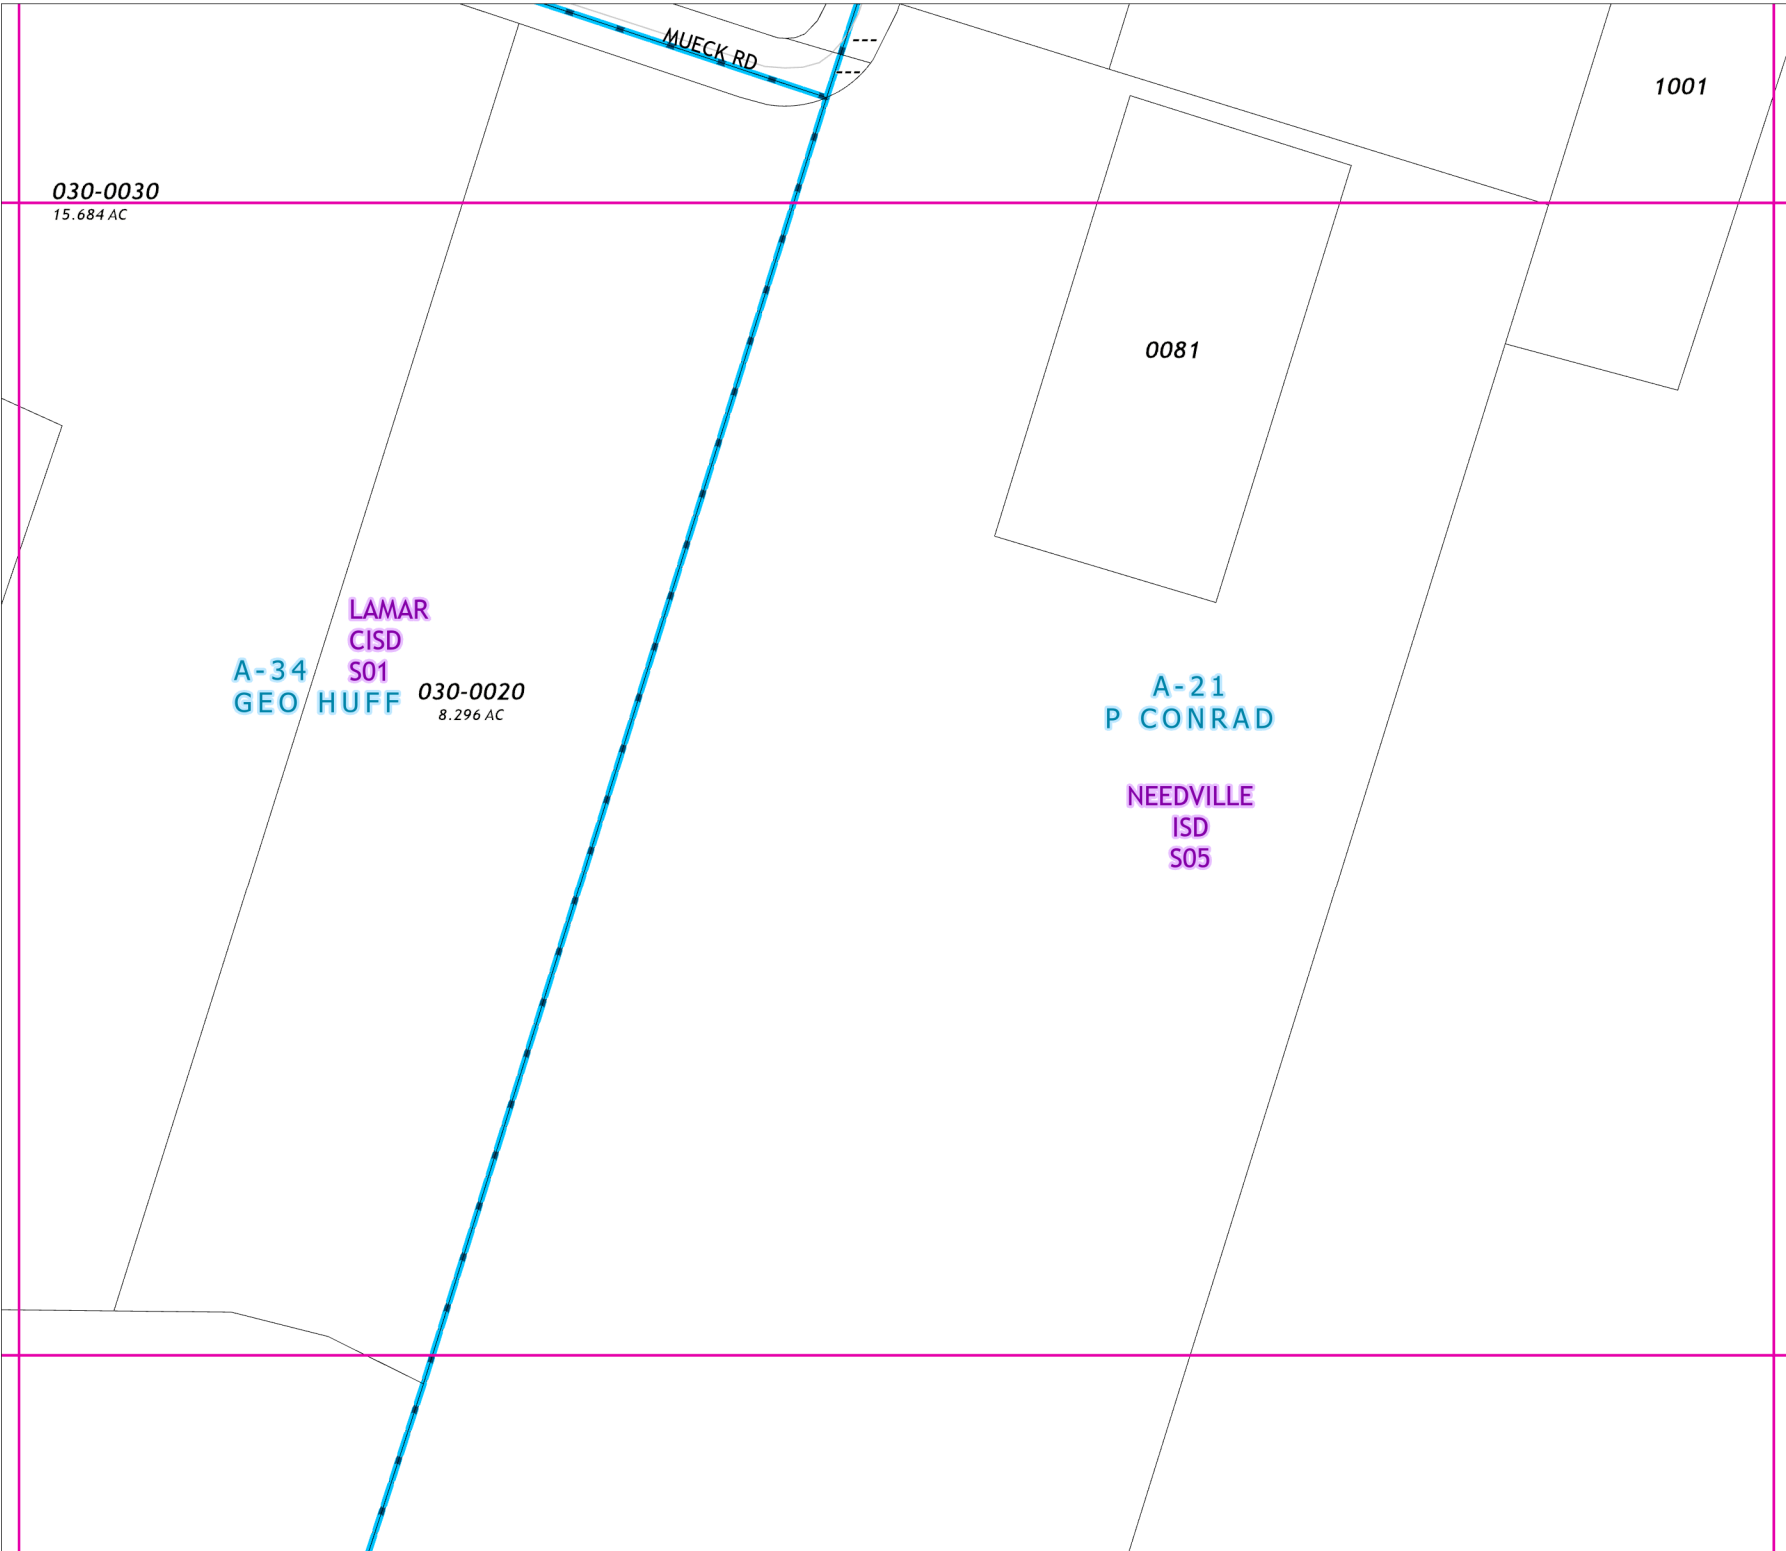 MUECK RD
1001
030-0030
15.684 AC
0081
LAMAR
CISD
S01
A-34
GEO HUFF
030-0020
8.296 AC
A-21
P CONRAD
NEEDVILLE
ISD
S05